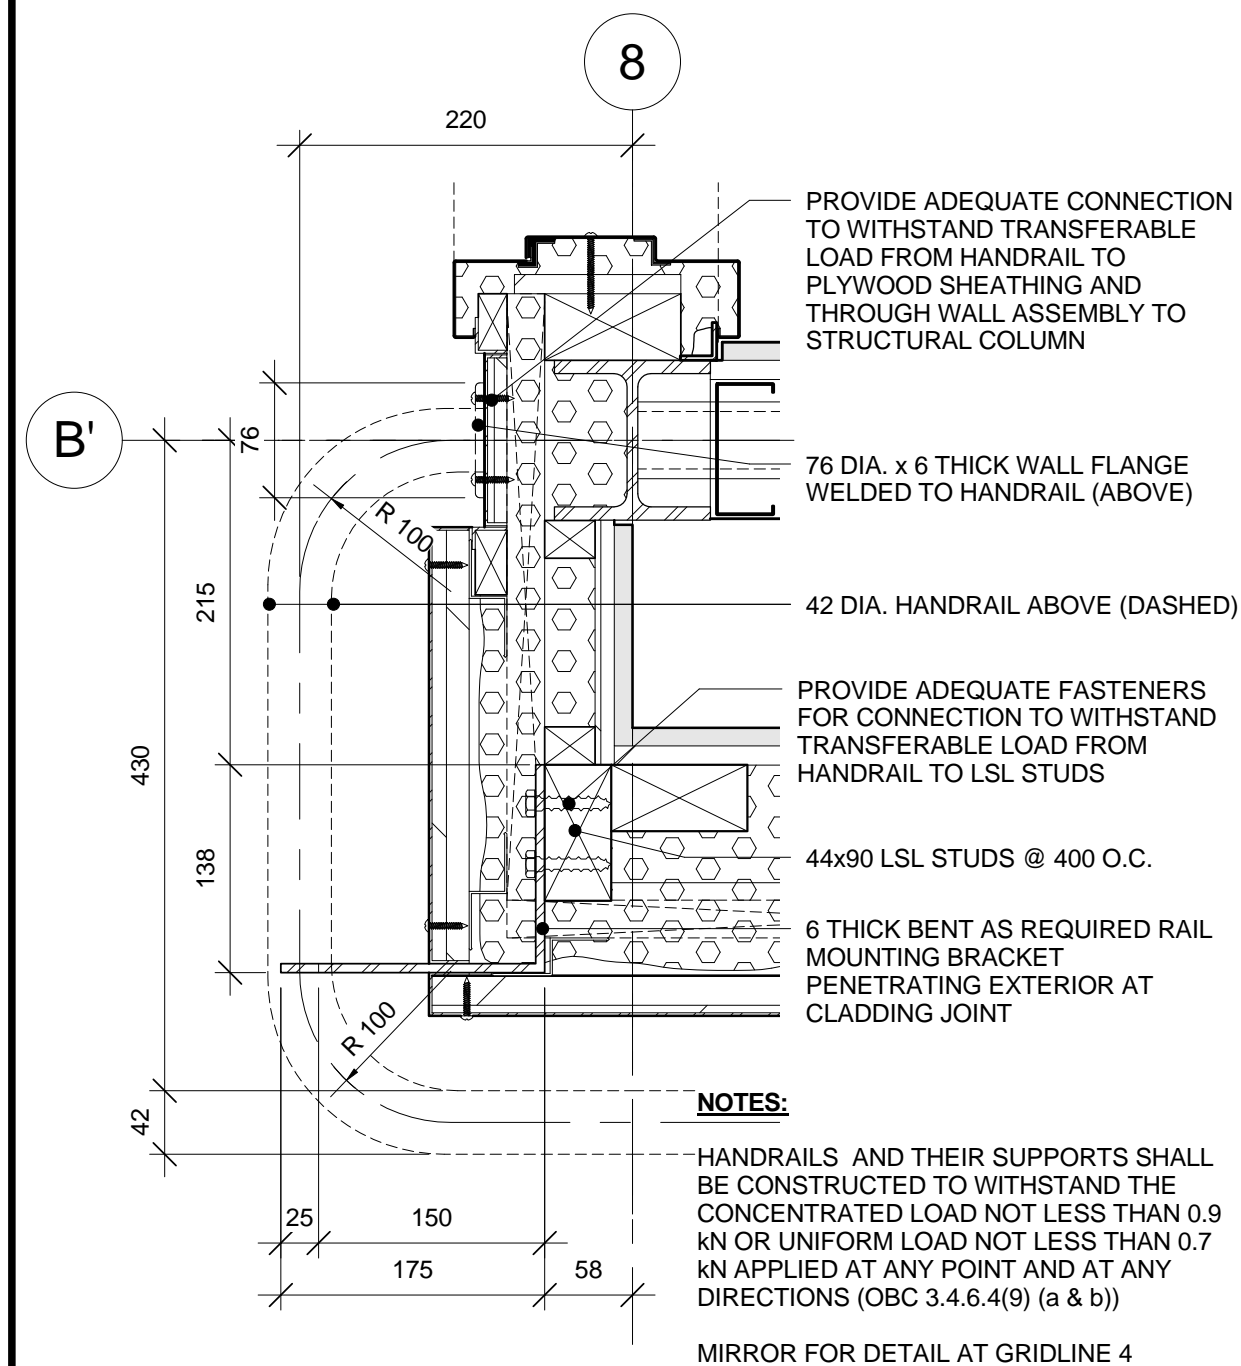 8
220
PROVIDE ADEQUATE CONNECTION
TO WITHSTAND TRANSFERABLE
LOAD FROM HANDRAIL TO
PLYWOOD SHEATHING AND
THROUGH WALL ASSEMBLY TO
STRUCTURAL COLUMN
B'
76
76 DIA. x 6 THICK WALL FLANGE
WELDED TO HANDRAIL (ABOVE)
R 100
215
42 DIA. HANDRAIL ABOVE (DASHED)
PROVIDE ADEQUATE FASTENERS
FOR CONNECTION TO WITHSTAND
TRANSFERABLE LOAD FROM
HANDRAIL TO LSL STUDS
430
138
44x90 LSL STUDS @ 400 O.C.
6 THICK BENT AS REQUIRED RAIL
MOUNTING BRACKET
PENETRATING EXTERIOR AT
CLADDING JOINT
R 100
42
NOTES:
HANDRAILS AND THEIR SUPPORTS SHALL
BE CONSTRUCTED TO WITHSTAND THE
CONCENTRATED LOAD NOT LESS THAN 0.9
kN OR UNIFORM LOAD NOT LESS THAN 0.7
kN APPLIED AT ANY POINT AND AT ANY
DIRECTIONS (OBC 3.4.6.4(9) (a & b))
25
150
175
58
MIRROR FOR DETAIL AT GRIDLINE 4